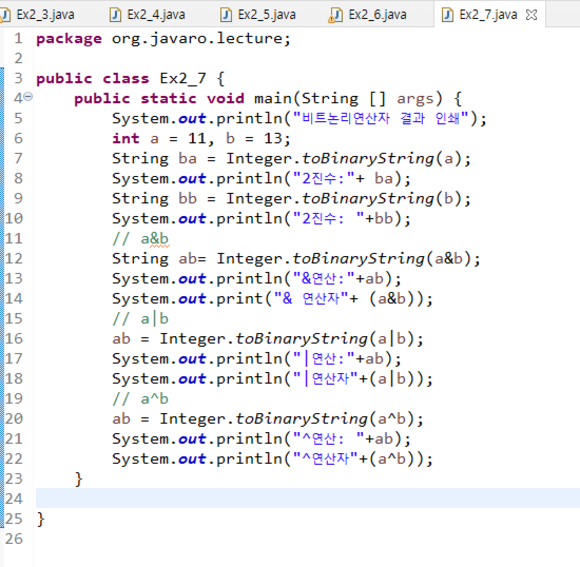 Ex2_3.java Ex2_4.java Ex2_5.java Ex2_6.java Ex2_7.java
1 package org.javaro.lecture;
2
3 public class Ex2_7 {
4 public static void main(String [] args) {
5 System.out.println("비트논리연산자 결과 인쇄");
6 int a = 11, b = 13;
7 String ba = Integer.toBinaryString(a);
8 System.out.println("2진수:"+ ba);
9 String bb = Integer.toBinaryString(b);
10 System.out.println("2진수: "+bb);
11 // a&b
12 String ab= Integer.toBinaryString(a&b);
13 System.out.println("&연산:"+ab);
14 System.out.print("& 연산자"+ (a&b));
15 // a|b
16 ab = Integer.toBinaryString(a|b);
17 System.out.println("|연산:"+ab);
18 System.out.println("|연산자"+(a|b));
19 // a^b
20 ab = Integer.toBinaryString(a^b);
21 System.out.println("^연산: "+ab);
22 System.out.println("^연산자"+(a^b));
23 }
24
25 }
26